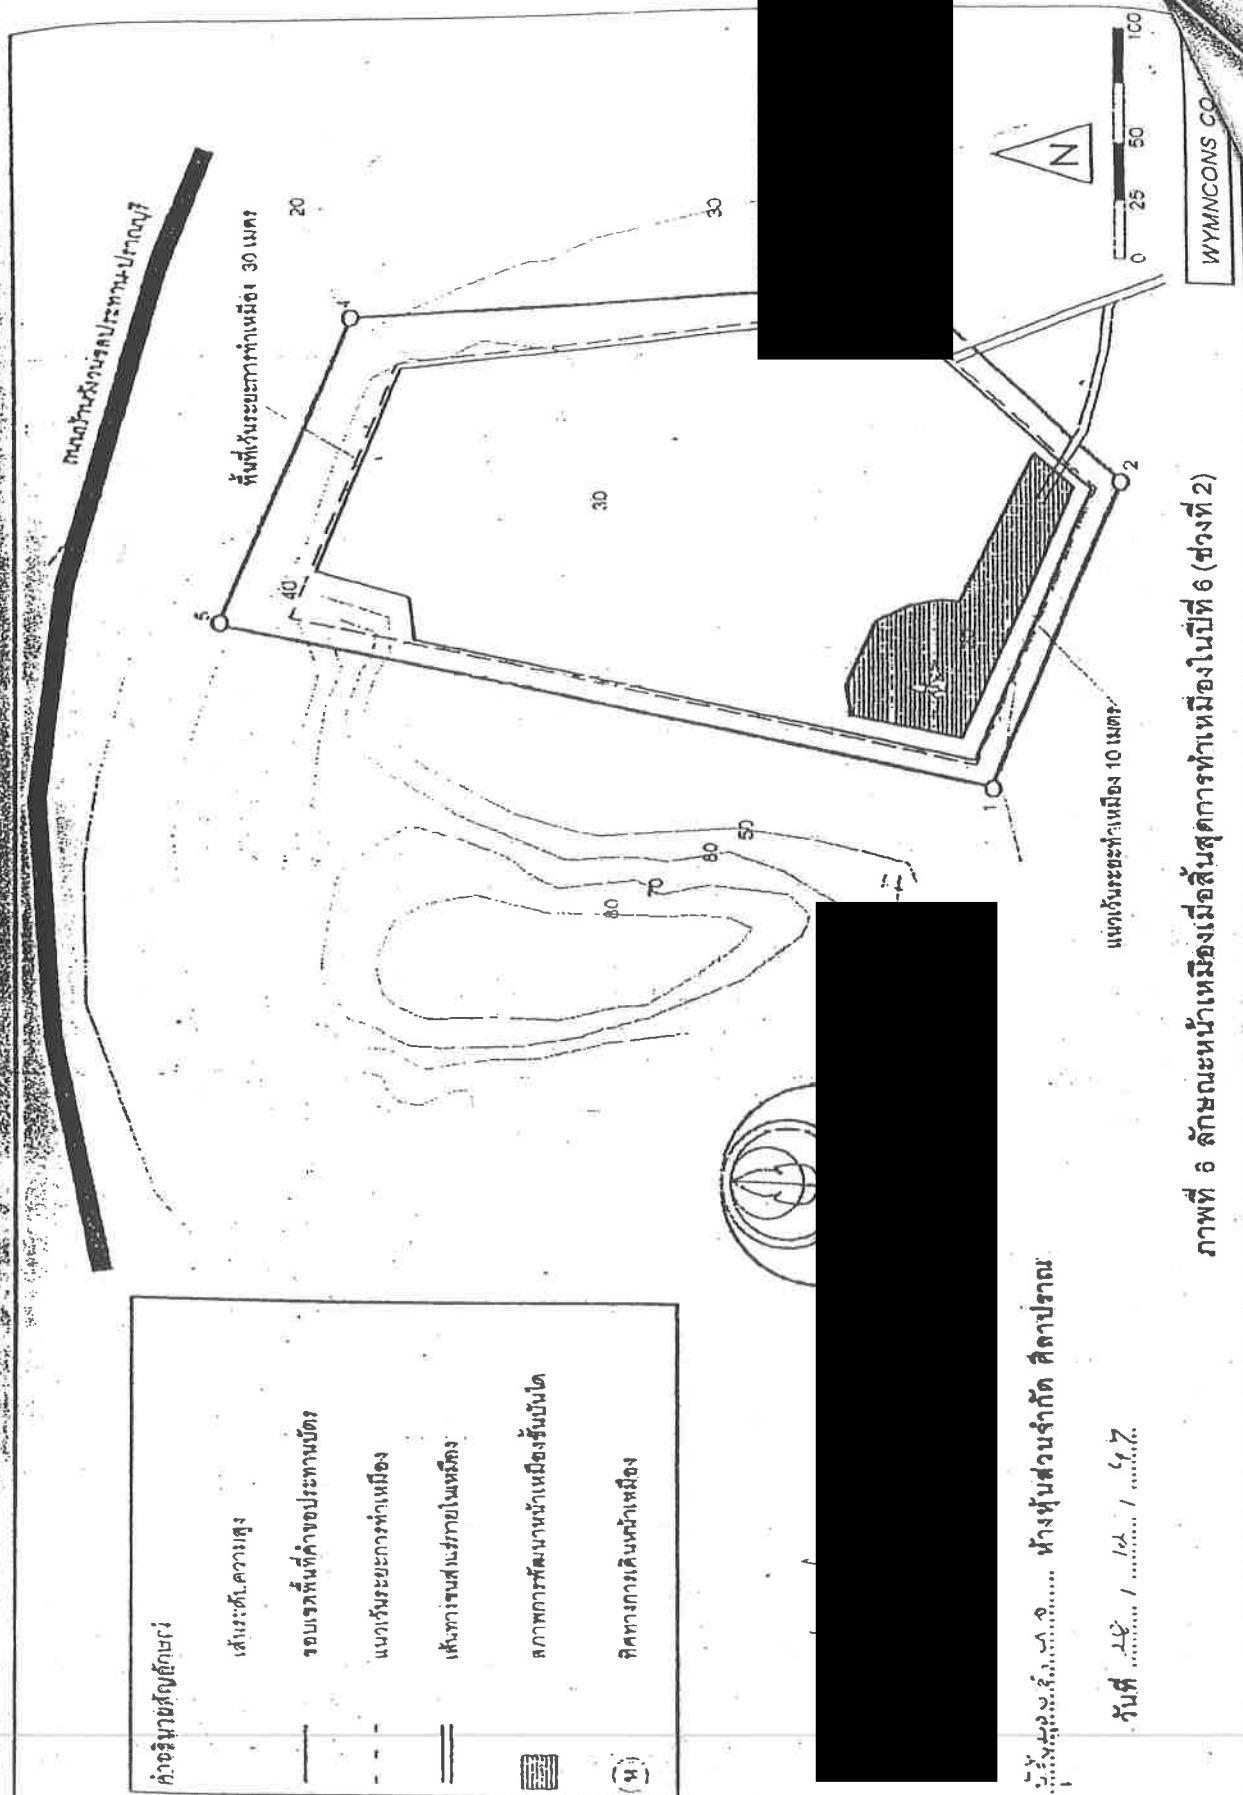 ถนนบ้านวังยาว-ชลประทาน-ปราณบุรี
20
พื้นที่เว้นระยะการทำเหมือง 30 เมตร
5
4
40
30
30
50
60
70
80
1
2
แนวเว้นระยะทำเหมือง 10 เมตร
N
0 25 50 100
WYMNCONS CO.
คำอธิบายสัญลักษณ์
เส้นระดับความสูง
ขอบเขตพื้นที่คำขอประทานบัตร
แนวเว้นระยะการทำเหมือง
เส้นทางขนส่งแร่ภายในเหมือง
สภาพการพัฒนาหน้าเหมืองขั้นบันได
ทิศทางการเดินหน้าเหมือง
ห้างหุ้นส่วนจำกัด ศิลาปราณ
วันที่ 28 / 12 / 47
ภาพที่ 6 ลักษณะหน้าเหมืองเมื่อสิ้นสุดการทำเหมืองในปีที่ 6 (ช่วงที่ 2)